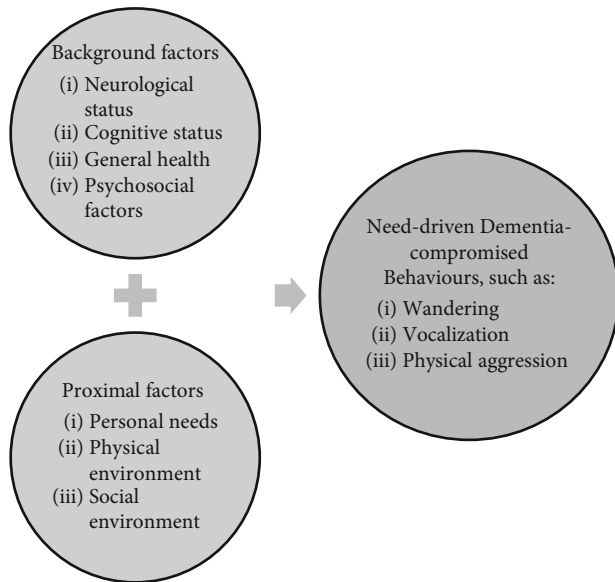 Background factors
(i) Neurological
status
(ii) Cognitive status
(iii) General health
(iv) Psychosocial
factors
Proximal factors
(i) Personal needs
(ii) Physical
environment
(iii) Social
environment
Need-driven Dementia-
compromised
Behaviours, such as:
(i) Wandering
(ii) Vocalization
(iii) Physical aggression